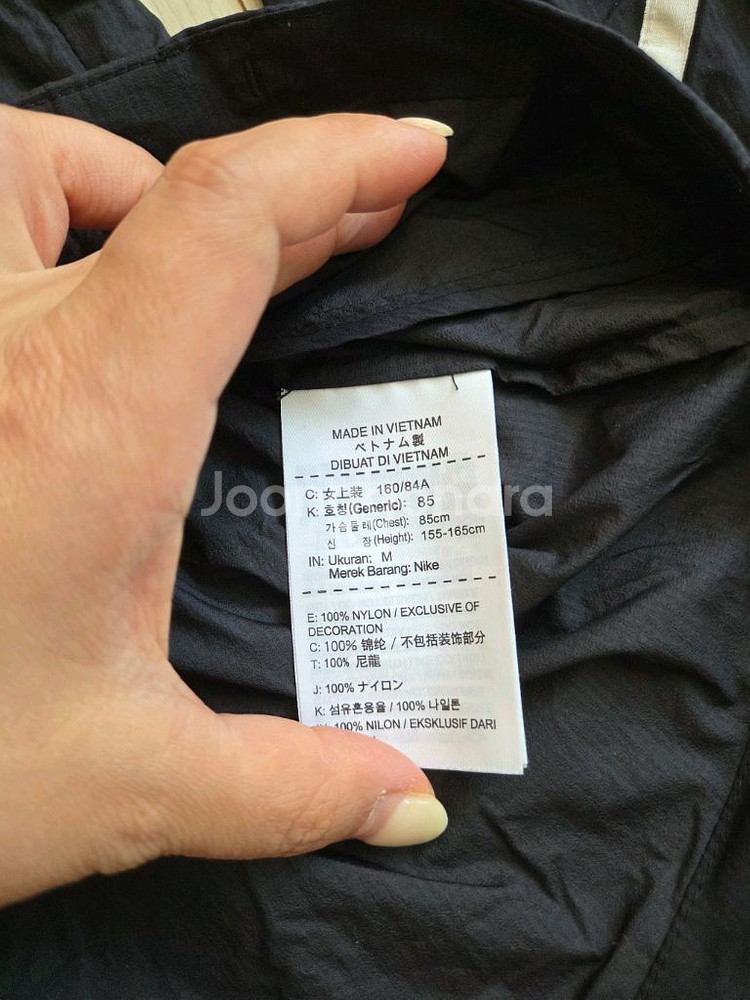 MADE IN VIETNAM
ベトナム製
DIBUAT DI VIETNAM
C: 女上装 160/84A
K: 호칭(Generic): 85
가슴둘레(Chest): 85cm
신 장(Height): 155-165cm
IN: Ukuran: M
Merek Barang: Nike
E: 100% NYLON / EXCLUSIVE OF
DECORATION
C: 100% 锦纶 / 不包括装饰部分
T: 100% 尼龍
J: 100% ナイロン
K: 섬유혼용율 / 100% 나일론
100% NILON / EKSKLUSIF DARI